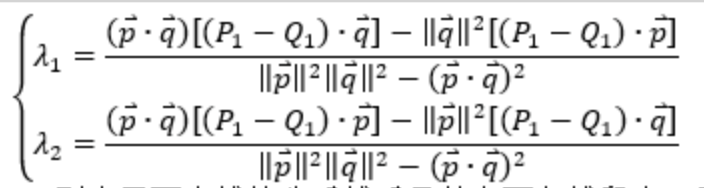 λ₁ = ((p⃗ · q⃗)[(P₁ − Q₁) · q⃗] − ‖q⃗‖²[(P₁ − Q₁) · p⃗]) / (‖p⃗‖²‖q⃗‖² − (p⃗ · q⃗)²)
λ₂ = ((p⃗ · q⃗)[(P₁ − Q₁) · p⃗] − ‖p⃗‖²[(P₁ − Q₁) · q⃗]) / (‖p⃗‖²‖q⃗‖² − (p⃗ · q⃗)²)